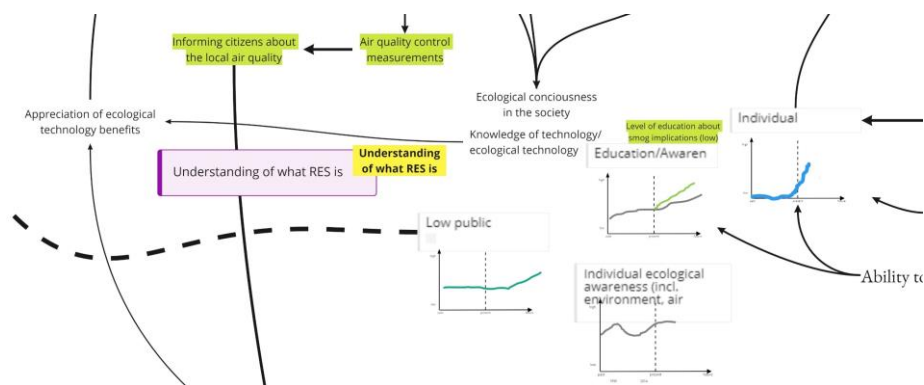 Informing citizens about
the local air quality
Air quality control
measurements
Appreciation of ecological
technology benefits
Ecological conciousness
in the society
Knowledge of technology/
ecological technology
Level of education about
smog implications (low)
Individual
Education/Awaren
Understanding of what RES is
Understanding
of what RES is
Low public
Individual ecological
awareness (incl.
environment, air
Ability to